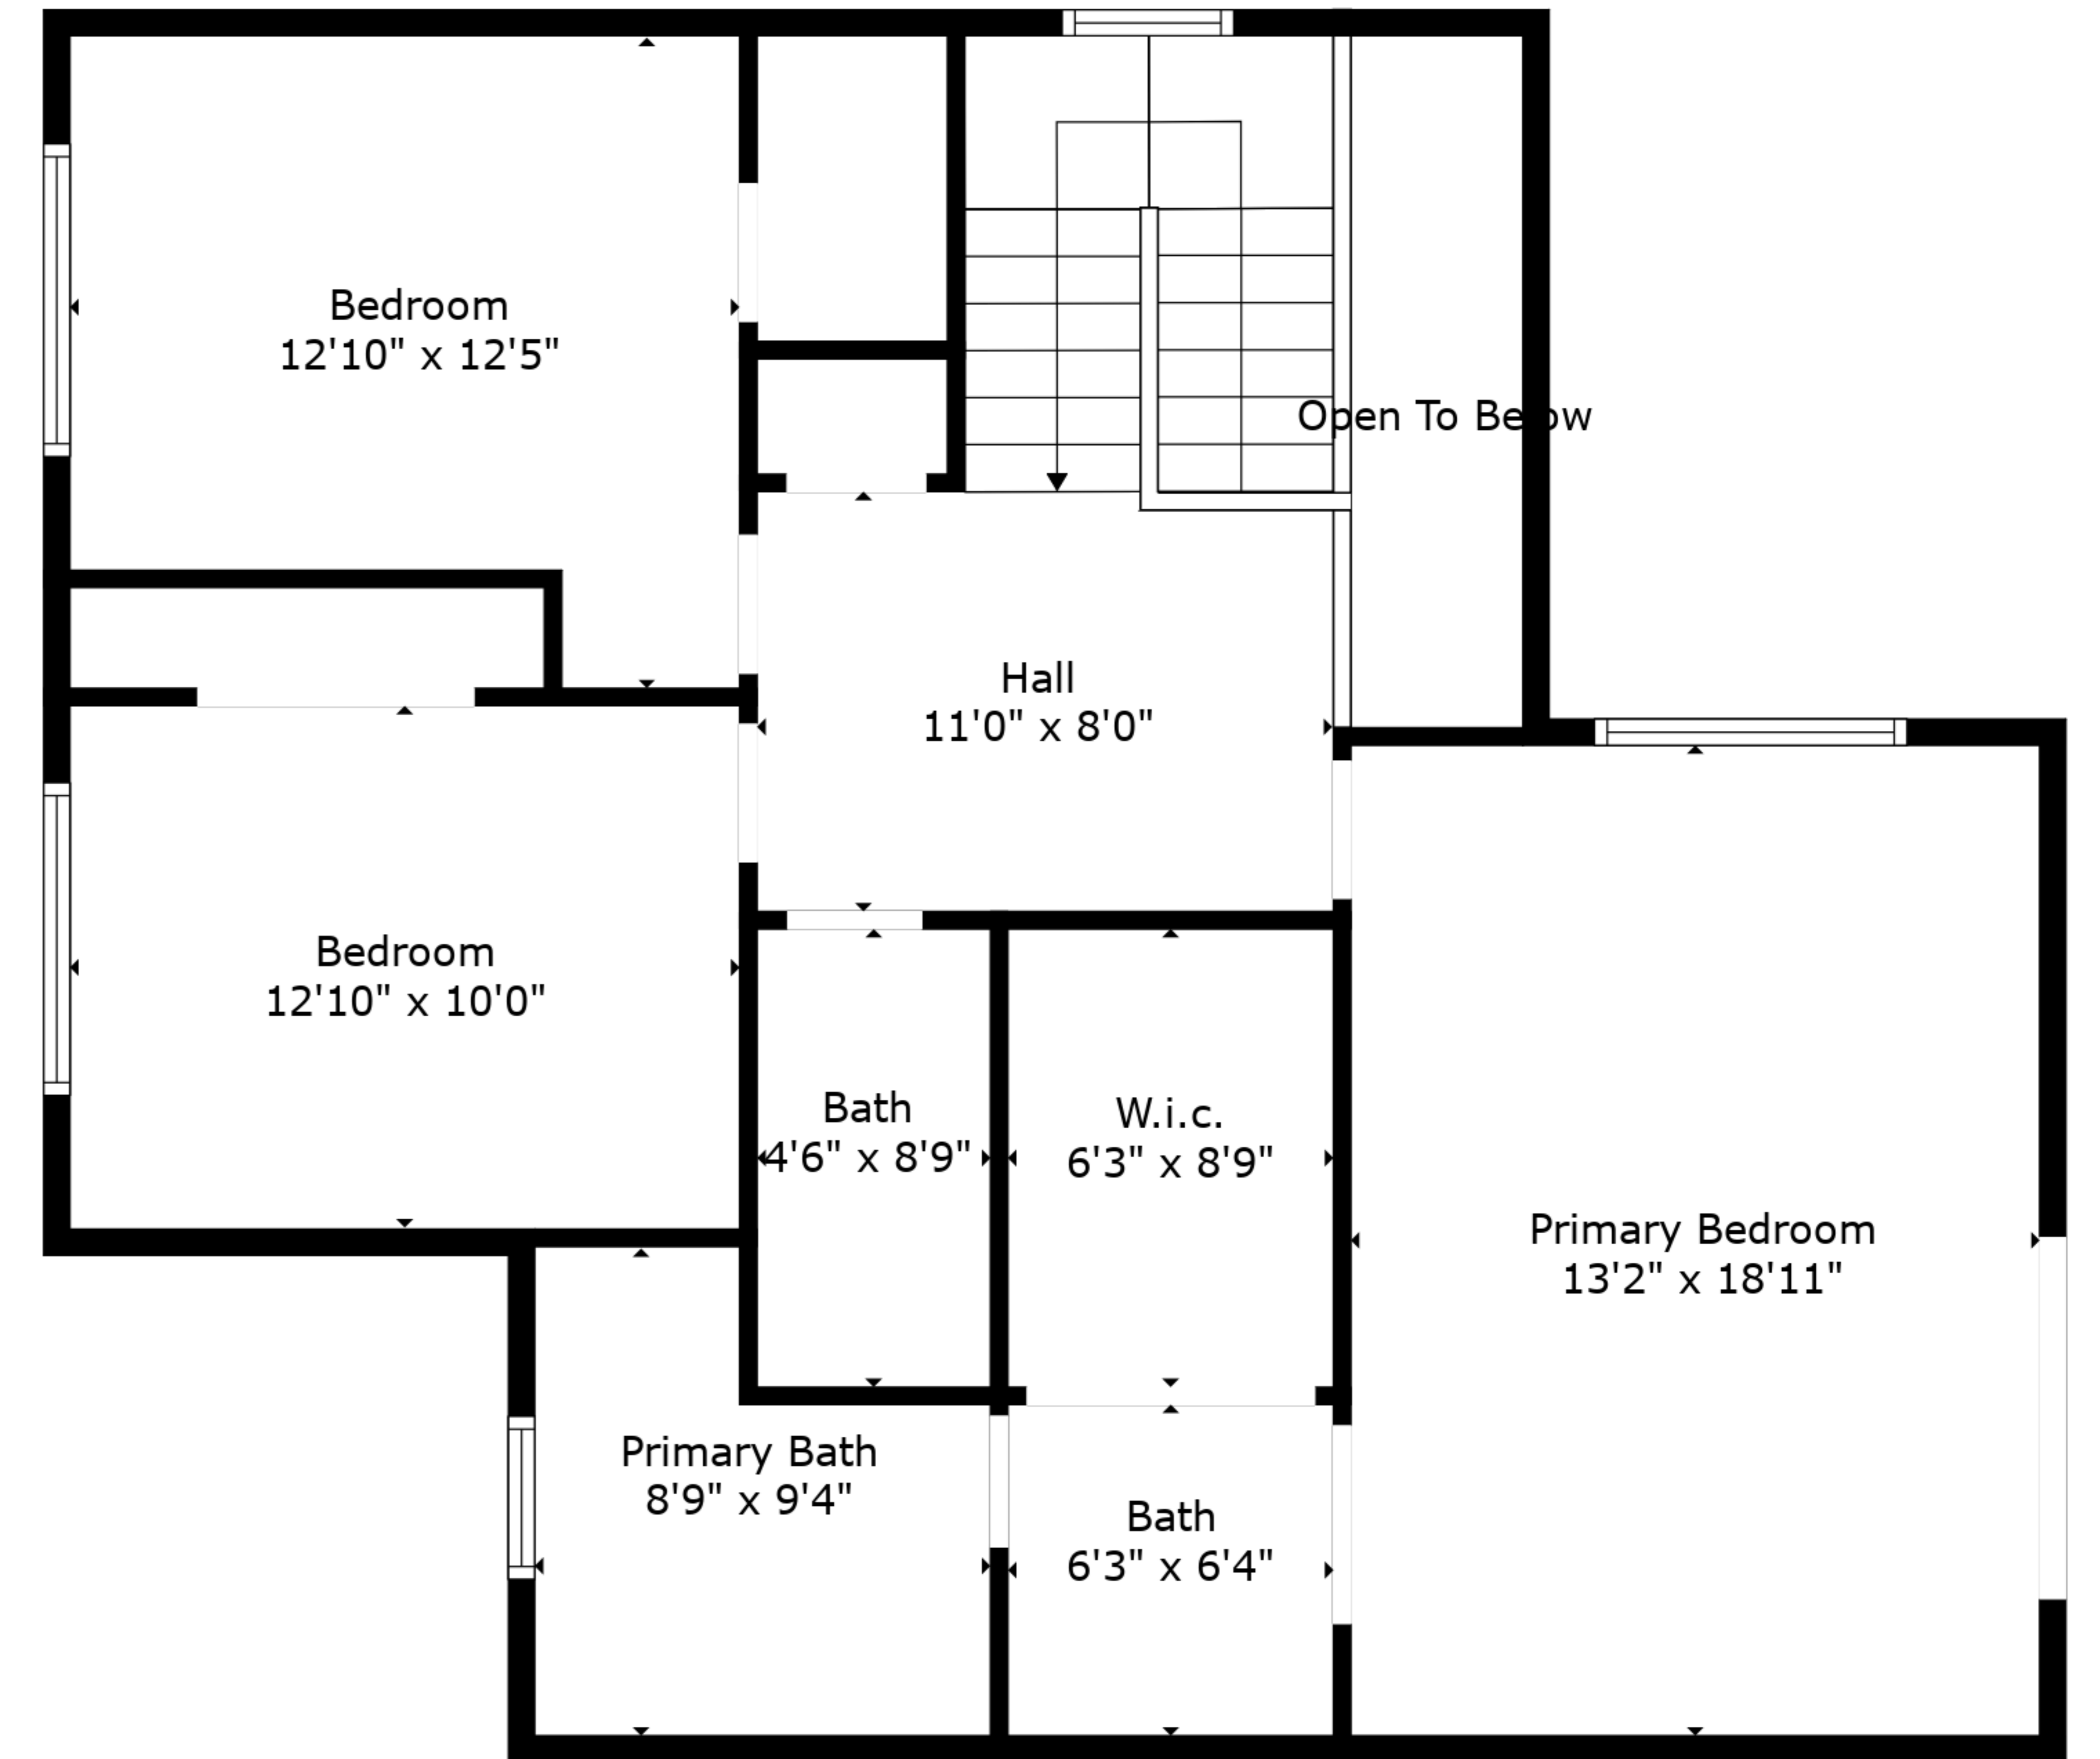 Bedroom
12'10" x 12'5"
Open To Below
Hall
11'0" x 8'0"
Bedroom
12'10" x 10'0"
Bath
4'6" x 8'9"
W.i.c.
6'3" x 8'9"
Primary Bedroom
13'2" x 18'11"
Primary Bath
8'9" x 9'4"
Bath
6'3" x 6'4"